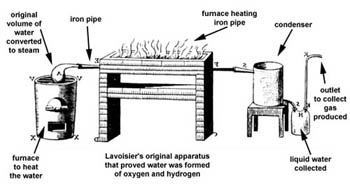 original
volume of
water
converted
to steam
iron pipe
furnace heating
iron pipe
condenser
outlet
to collect
gas
produced
furnace
to heat
the water
Lavoisier's original apparatus
that proved water was formed
of oxygen and hydrogen
liquid water
collected